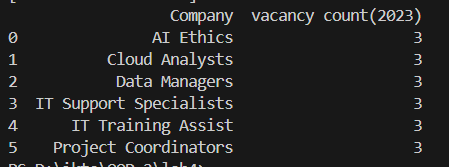 Company vacancy count(2023)
0 AI Ethics 3
1 Cloud Analysts 3
2 Data Managers 3
3 IT Support Specialists 3
4 IT Training Assist 3
5 Project Coordinators 3